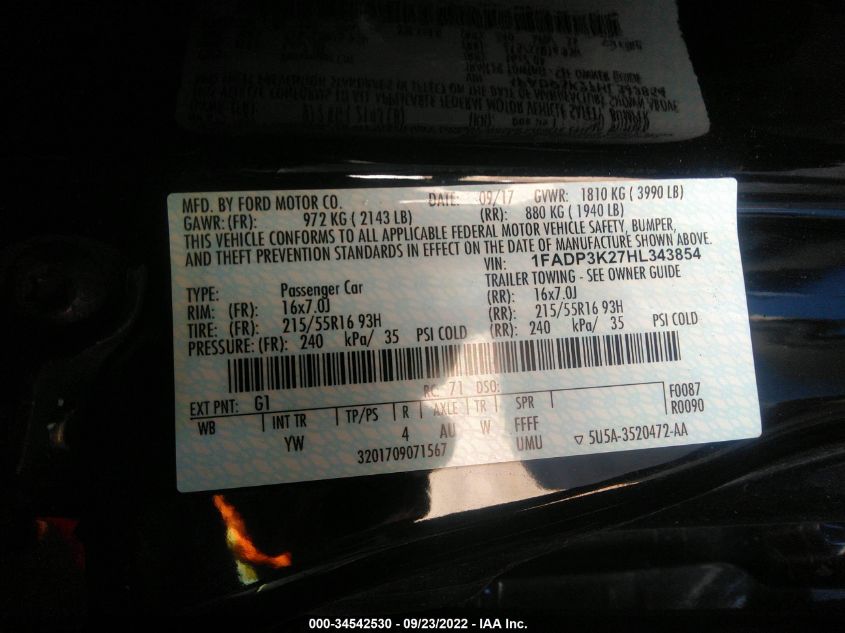 MFD. BY FORD MOTOR CO. DATE: 09/17 GVWR: 1810 KG ( 3990 LB)
GAWR: (FR): 972 KG ( 2143 LB) (RR): 880 KG ( 1940 LB)
THIS VEHICLE CONFORMS TO ALL APPLICABLE FEDERAL MOTOR VEHICLE SAFETY, BUMPER,
AND THEFT PREVENTION STANDARDS IN EFFECT ON THE DATE OF MANUFACTURE SHOWN ABOVE.
VIN: 1FADP3K27HL343854
TRAILER TOWING - SEE OWNER GUIDE
TYPE: Passenger Car
RIM: (FR): 16x7.0J (RR): 16x7.0J
TIRE: (FR): 215/55R16 93H (RR): 215/55R16 93H
PRESSURE: (FR): 240 kPa/ 35 PSI COLD (RR): 240 kPa/ 35 PSI COLD
EXT PNT: G1 RC: 71 DSO: F0087
WB INT TR TP/PS R AXLE TR SPR R0090
YW 4 AU W FFFF
UMU
3201709071567 ▽ 5U5A-3520472-AA
000-34542530 - 09/23/2022 - IAA Inc.